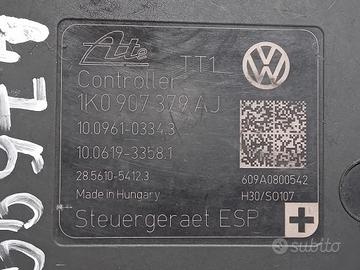 Ate TT1
Controller
1K0 907 379 AJ
10.0961-0334.3
10.0619-3358.1
28.5610-5412.3 609A0800542
Made in Hungary H30/SO107
Steuergeraet ESP
subito